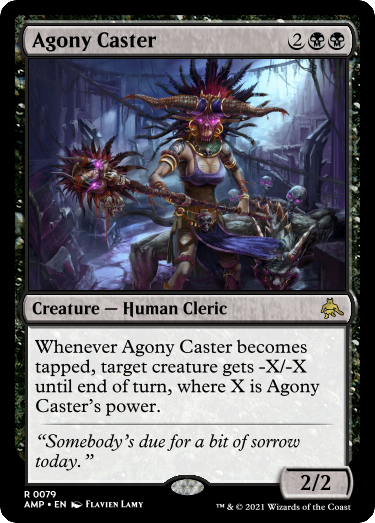 Agony Caster 2
Creature — Human Cleric
Whenever Agony Caster becomes
tapped, target creature gets -X/-X
until end of turn, where X is Agony
Caster's power.
“Somebody's due for a bit of sorrow
today.”
2/2
R 0079
AMP • EN Flavien Lamy
™ & © 2021 Wizards of the Coast